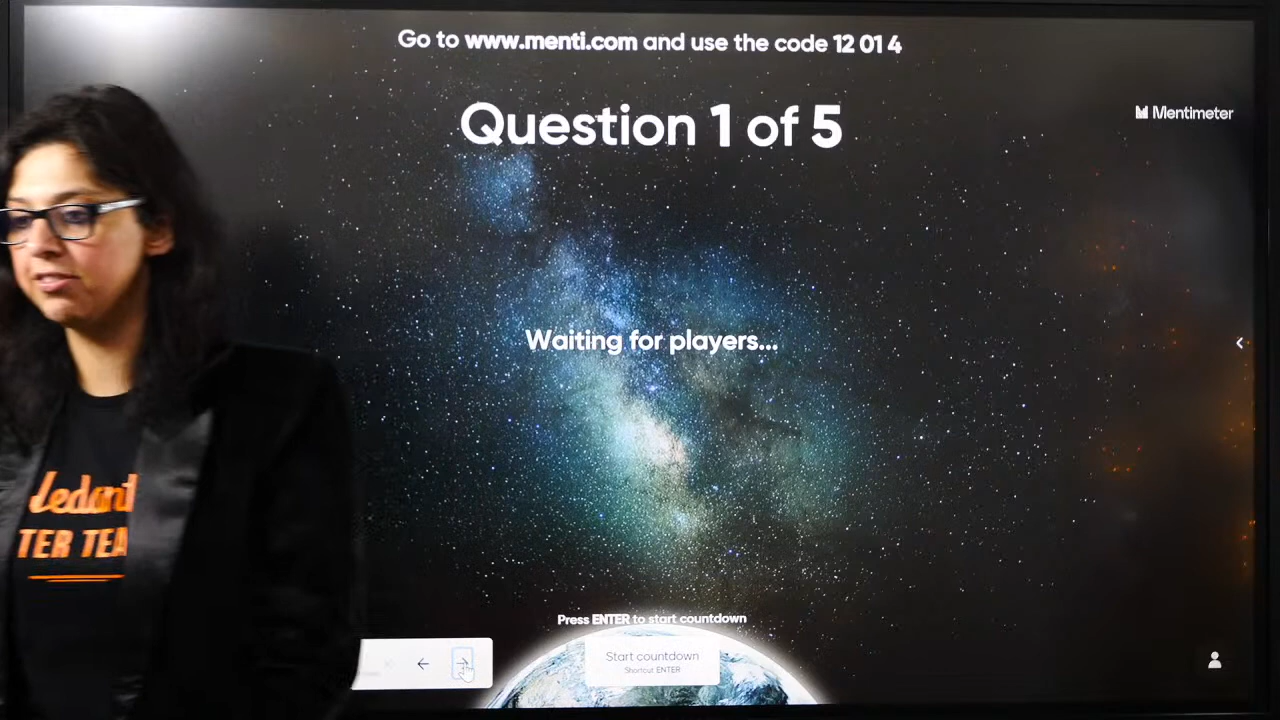 Go to www.menti.com and use the code 12 01 4
Question 1 of 5
Mentimeter
Waiting for players...
Press ENTER to start countdown
Start countdown
Shortcut ENTER
TER TEA